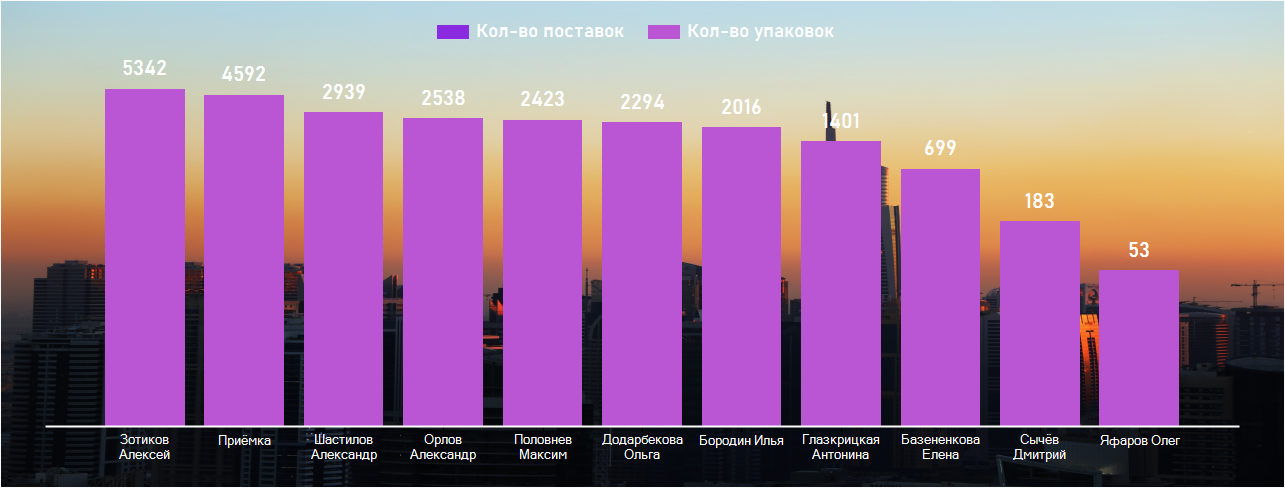 Кол-во поставок Кол-во упаковок
5342 4592 2939 2538 2423 2294 2016 1401 699 183 53
Зотиков Приёмка Шастилов Орлов Половнев Додарбекова Бородин Илья Глазкрицкая Базененкова Сычёв Яфаров Олег
Алексей Александр Александр Максим Ольга Антонина Елена Дмитрий